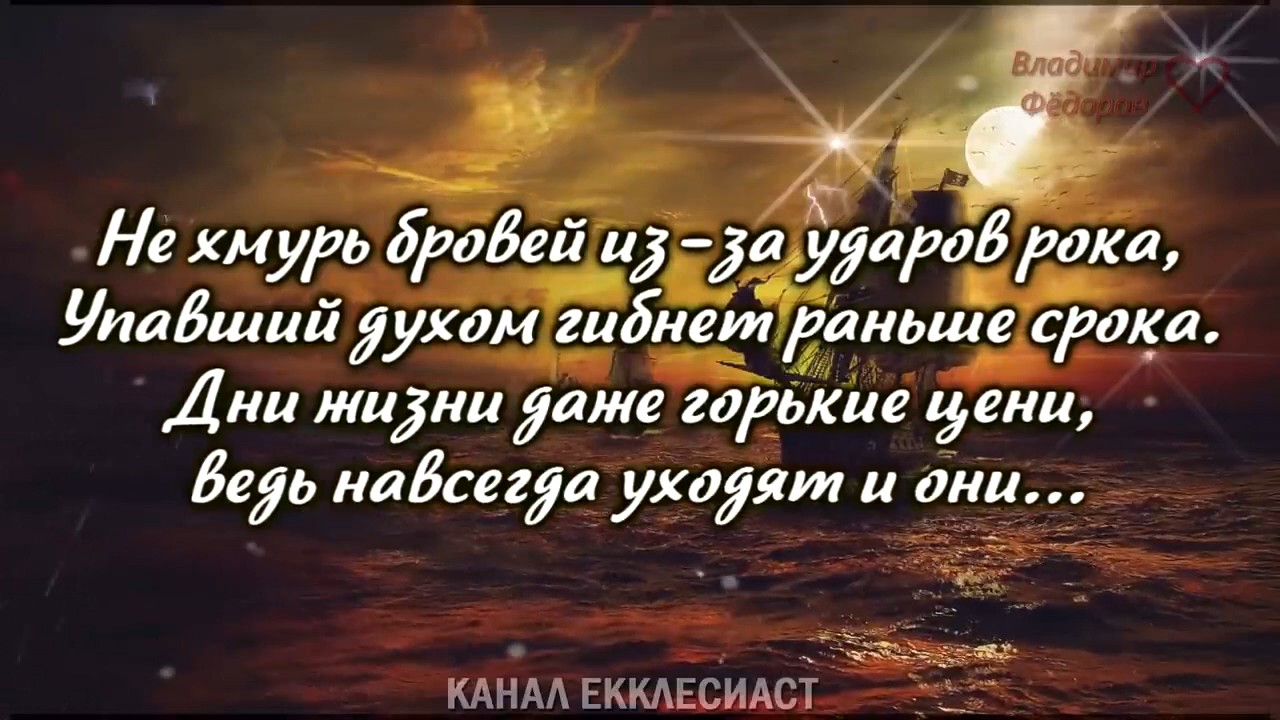 Владимир
Фёдоров
Не хмурь бровей из-за ударов рока,
Упавший духом гибнет раньше срока.
Дни жизни даже горькие цени,
ведь навсегда уходят и они...
КАНАЛ ЕККЛЕСИАСТ